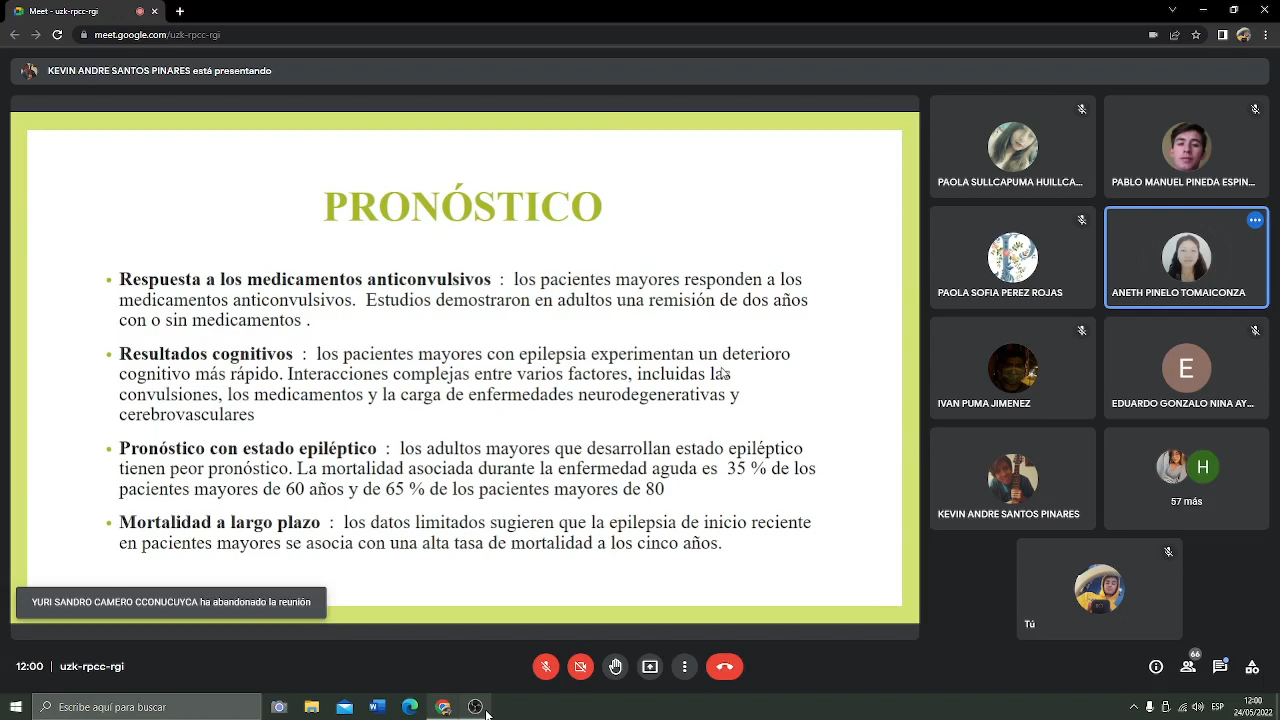 Meet - uzk-rpcc-rgi
meet.google.com/uzk-rpcc-rgi
KEVIN ANDRE SANTOS PINARES está presentando
PRONÓSTICO
• Respuesta a los medicamentos anticonvulsivos : los pacientes mayores responden a los
medicamentos anticonvulsivos. Estudios demostraron en adultos una remisión de dos años
con o sin medicamentos .
• Resultados cognitivos : los pacientes mayores con epilepsia experimentan un deterioro
cognitivo más rápido. Interacciones complejas entre varios factores, incluidas las
convulsiones, los medicamentos y la carga de enfermedades neurodegenerativas y
cerebrovasculares
• Pronóstico con estado epiléptico : los adultos mayores que desarrollan estado epiléptico
tienen peor pronóstico. La mortalidad asociada durante la enfermedad aguda es 35 % de los
pacientes mayores de 60 años y de 65 % de los pacientes mayores de 80
• Mortalidad a largo plazo : los datos limitados sugieren que la epilepsia de inicio reciente
en pacientes mayores se asocia con una alta tasa de mortalidad a los cinco años.
YURI SANDRO CAMERO CCONUCUYCA ha abandonado la reunión
PAOLA SULLCAPUMA HUILLCA...
PABLO MANUEL PINEDA ESPIN...
PAOLA SOFIA PEREZ ROJAS
ANETH PINELO TOMAICONZA
IVAN PUMA JIMENEZ
E
EDUARDO GONZALO NINA AY...
KEVIN ANDRE SANTOS PINARES
H
57 más
Tú
12:00 uzk-rpcc-rgi
66
Escribe aquí para buscar
ESP
12:00
24/05/2022